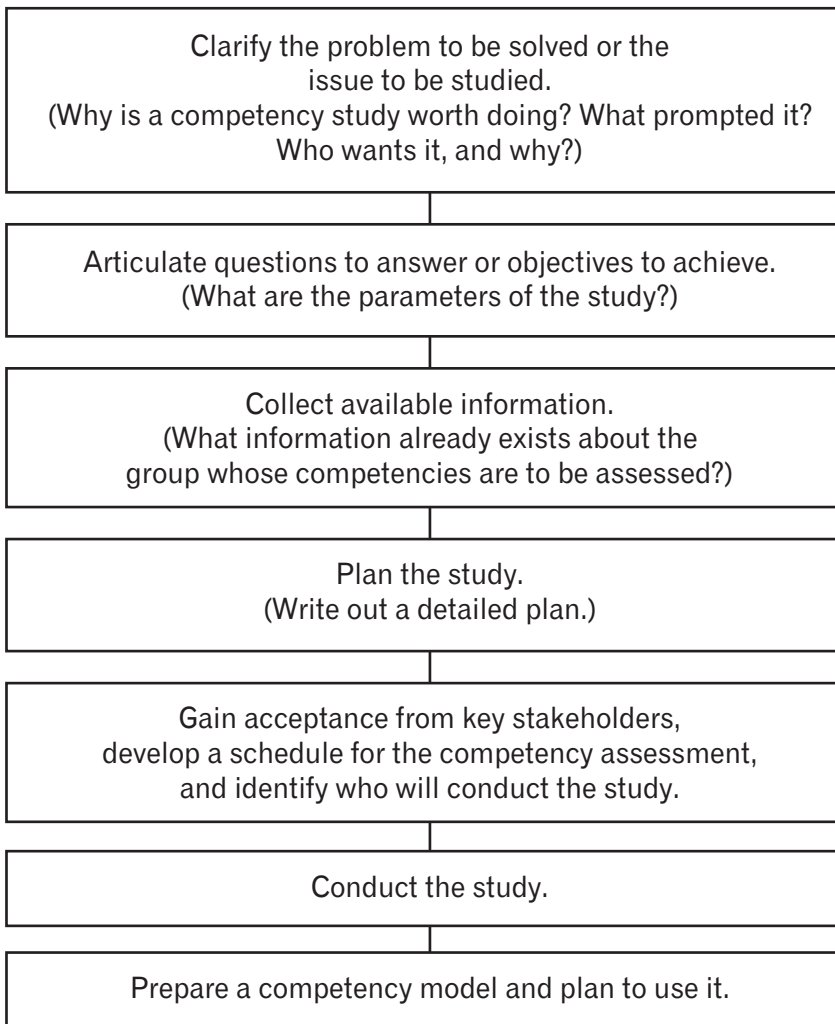 Clarify the problem to be solved or the
issue to be studied.
(Why is a competency study worth doing? What prompted it?
Who wants it, and why?)
Articulate questions to answer or objectives to achieve.
(What are the parameters of the study?)
Collect available information.
(What information already exists about the
group whose competencies are to be assessed?)
Plan the study.
(Write out a detailed plan.)
Gain acceptance from key stakeholders,
develop a schedule for the competency assessment,
and identify who will conduct the study.
Conduct the study.
Prepare a competency model and plan to use it.